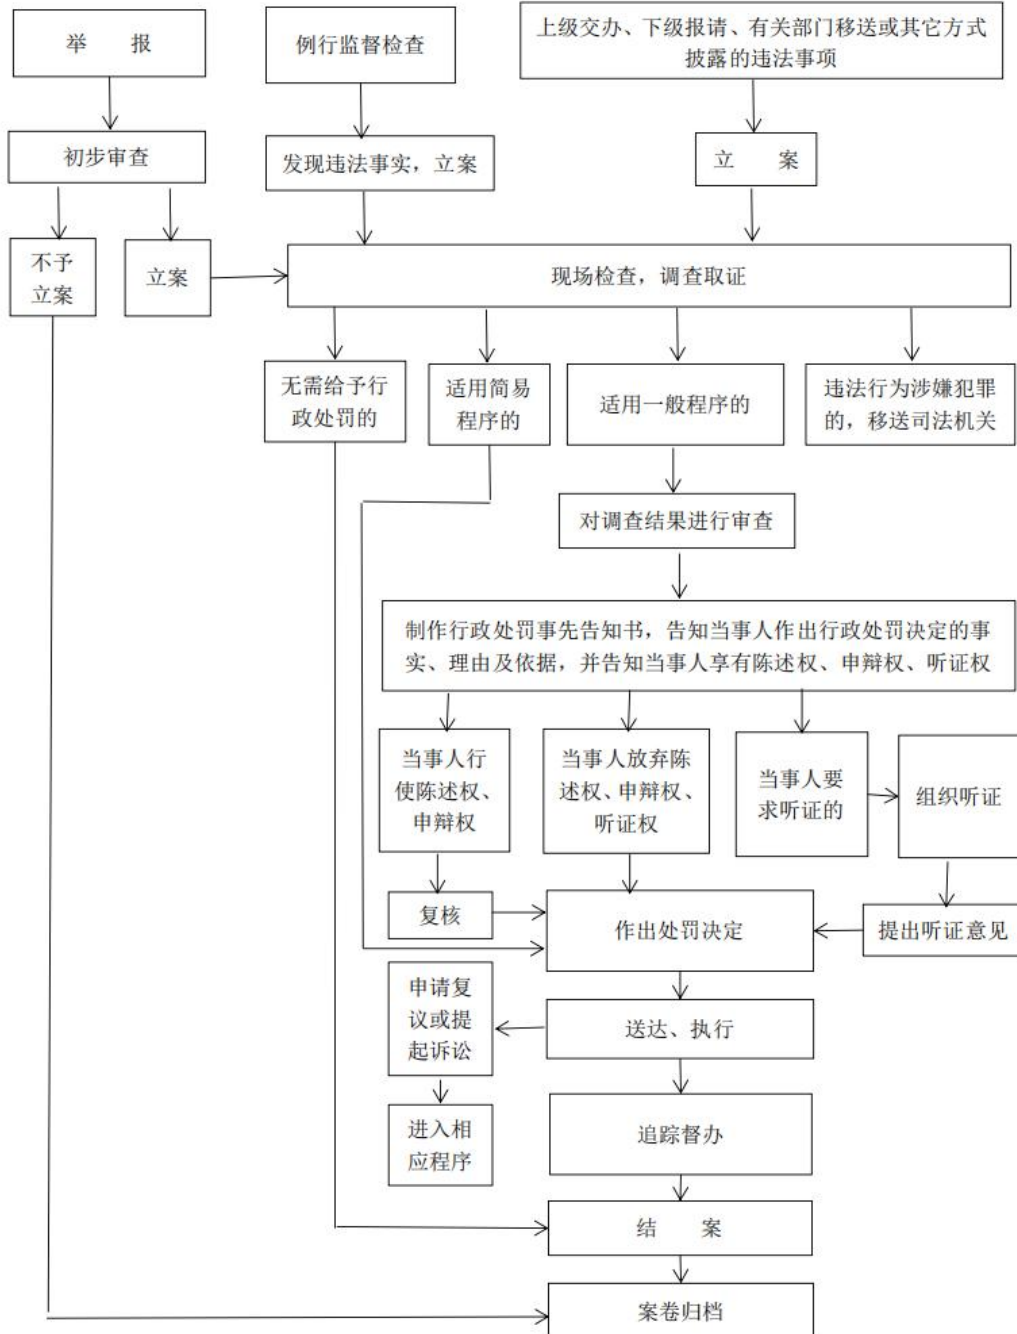 举 报
例行监督检查
上级交办、下级报请、有关部门移送或其它方式
披露的违法事项
初步审查
发现违法事实，立案
立 案
不予
立案
立案
现场检查，调查取证
无需给予行
政处罚的
适用简易
程序的
适用一般程序的
违法行为涉嫌犯罪
的，移送司法机关
对调查结果进行审查
制作行政处罚事先告知书，告知当事人作出行政处罚决定的事
实、理由及依据，并告知当事人享有陈述权、申辩权、听证权
当事人行
使陈述权、
申辩权
当事人放弃陈
述权、申辩权、
听证权
当事人要
求听证的
组织听证
复核
作出处罚决定
提出听证意见
申请复
议或提
起诉讼
送达、执行
进入相
应程序
追踪督办
结 案
案卷归档